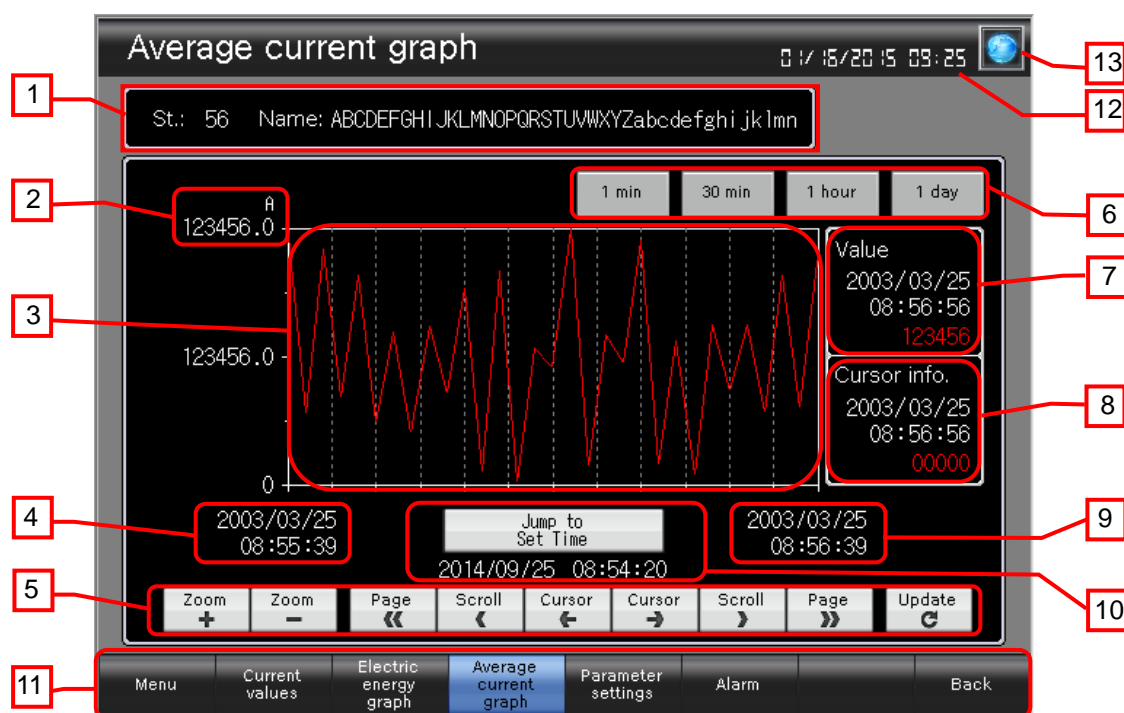 Average current graph
01/16/2015 09:25
13
12
1
St.: 56 Name: ABCDEFGHIJKLMNOPQRSTUVWXYZabcdefghijklmn
2
A
123456.0
1 min 30 min 1 hour 1 day
6
Value
2003/03/25
08:56:56
123456
7
3
123456.0
Cursor info.
2003/03/25
08:56:56
00000
8
0
4
2003/03/25
08:55:39
Jump to
Set Time
2014/09/25 08:54:20
2003/03/25
08:56:39
9
10
5
Zoom
+
Zoom
−
Page
«
Scroll
‹
Cursor
←
Cursor
→
Scroll
›
Page
»
Update
11
Menu
Current
values
Electric
energy
graph
Average
current
graph
Parameter
settings
Alarm
Back